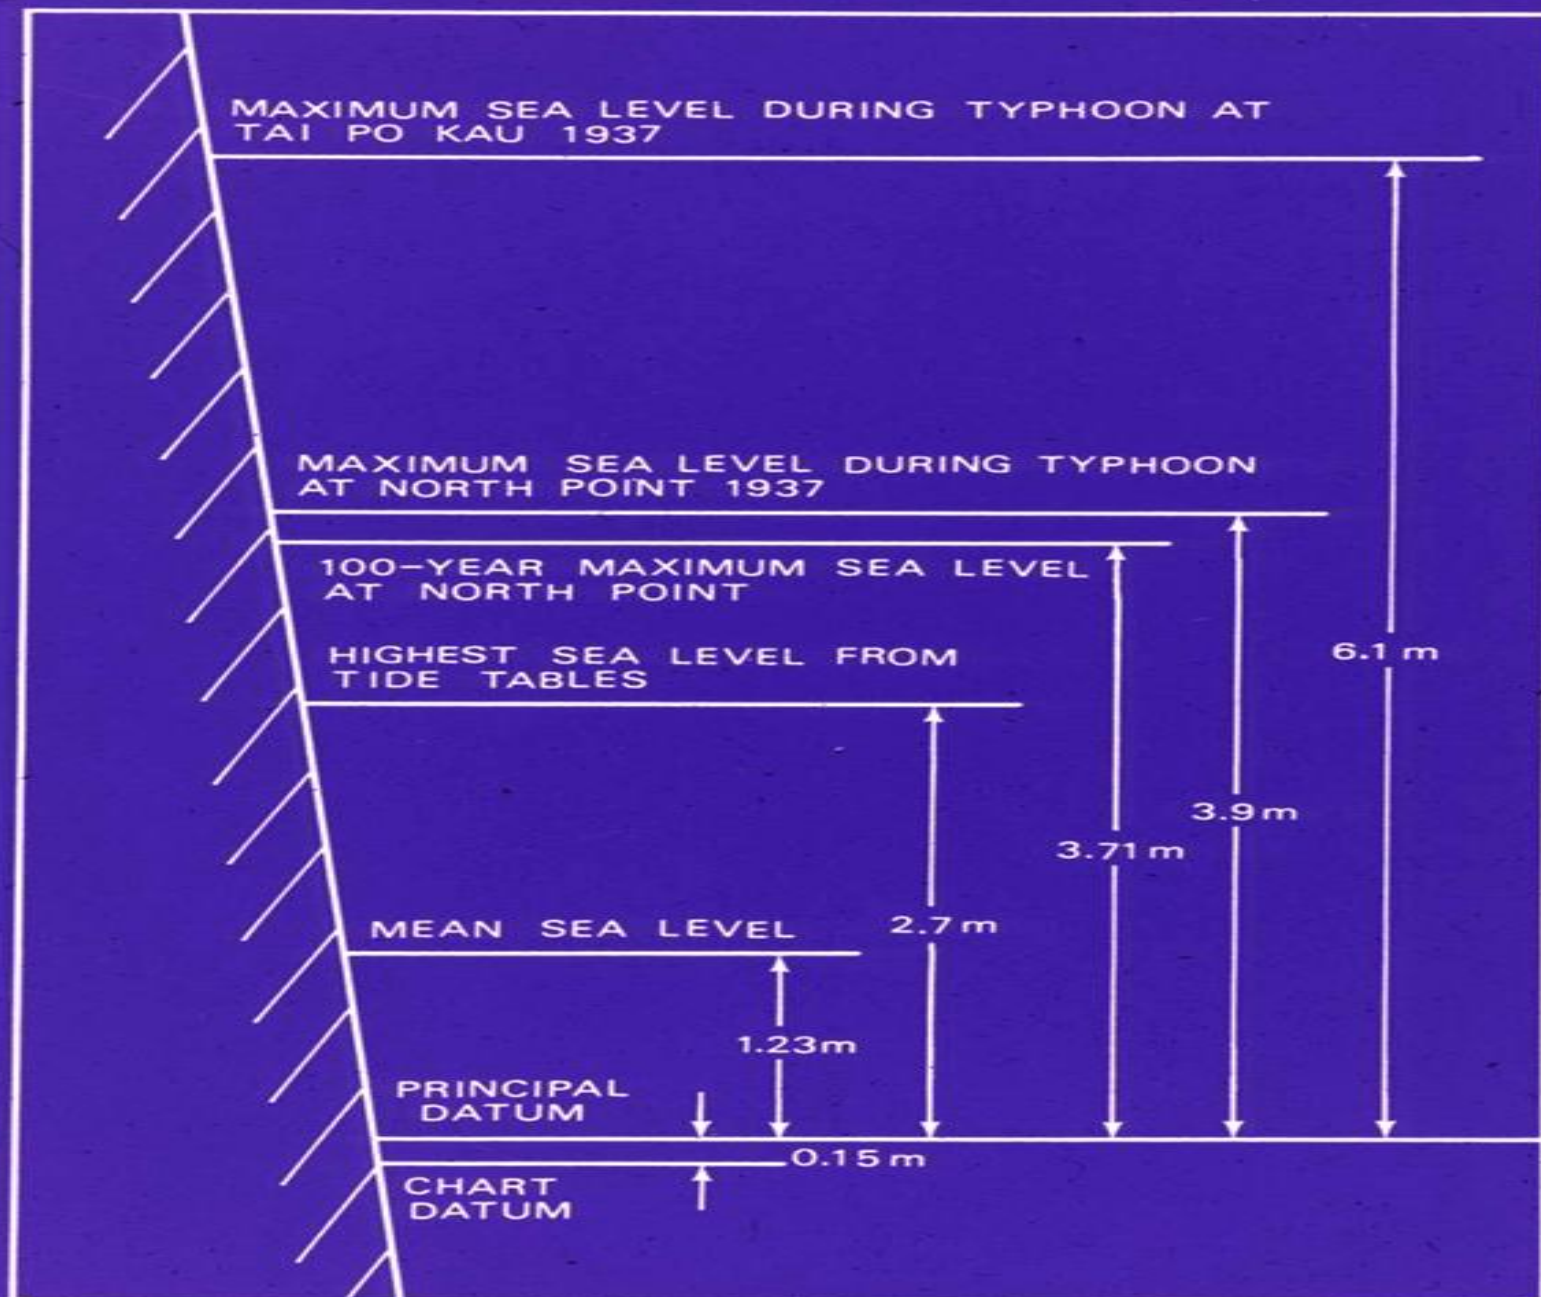 MAXIMUM SEA LEVEL DURING TYPHOON AT
TAI PO KAU 1937
MAXIMUM SEA LEVEL DURING TYPHOON
AT NORTH POINT 1937
100-YEAR MAXIMUM SEA LEVEL
AT NORTH POINT
HIGHEST SEA LEVEL FROM
TIDE TABLES
6.1 m
3.9 m
3.71 m
2.7 m
MEAN SEA LEVEL
1.23m
PRINCIPAL
DATUM
0.15 m
CHART
DATUM